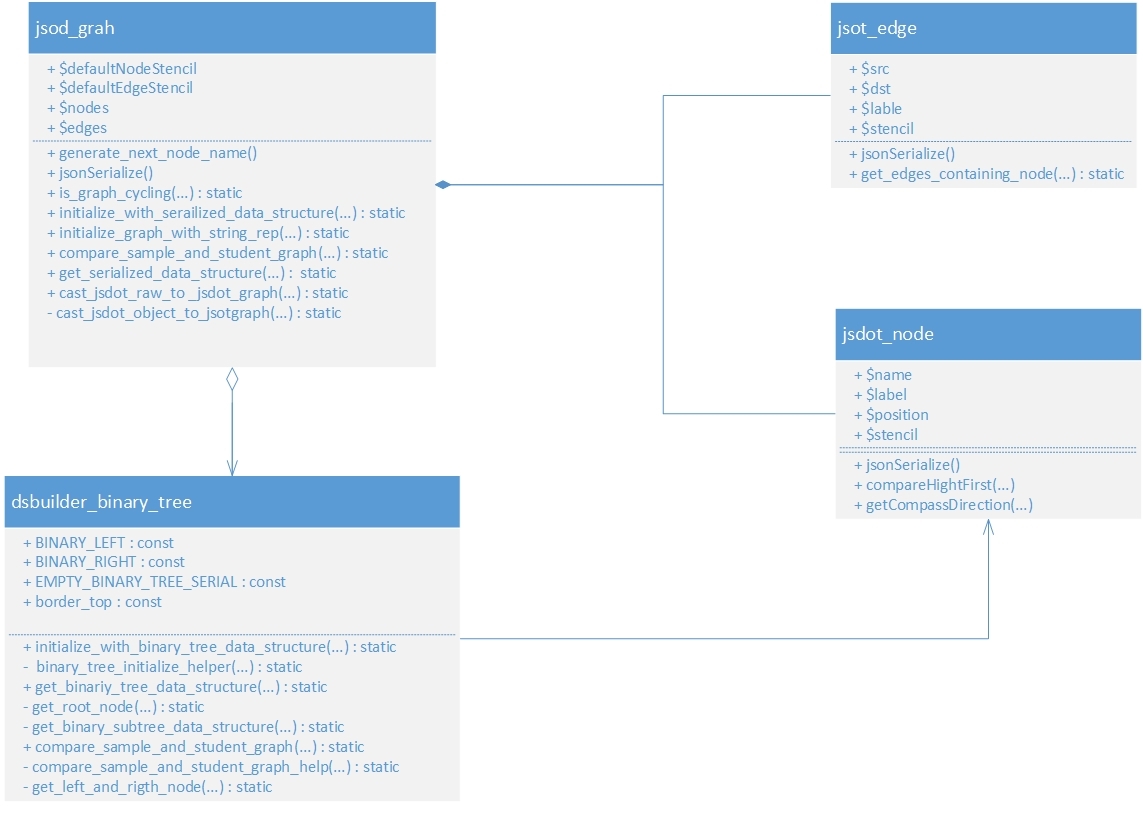 jsod_grah
+ $defaultNodeStencil
+ $defaultEdgeStencil
+ $nodes
+ $edges
+ generate_next_node_name()
+ jsonSerialize()
+ is_graph_cycling(...) : static
+ initialize_with_serailized_data_structure(...) : static
+ initialize_graph_with_string_rep(...) : static
+ compare_sample_and_student_graph(...) : static
+ get_serialized_data_structure(...) :  static
+ cast_jsdot_raw_to _jsdot_graph(...) : static
- cast_jsdot_object_to_jsotgraph(...) : static
jsot_edge
+ $src
+ $dst
+ $lable
+ $stencil
+ jsonSerialize()
+ get_edges_containing_node(...) : static
jsdot_node
+ $name
+ $label
+ $position
+ $stencil
+ jsonSerialize()
+ compareHightFirst(...)
+ getCompassDirection(...)
dsbuilder_binary_tree
+ BINARY_LEFT : const
+ BINARY_RIGHT : const
+ EMPTY_BINARY_TREE_SERIAL : const
+ border_top : const
+ initialize_with_binary_tree_data_structure(...) : static
-  binary_tree_initialize_helper(...) : static
+ get_binariy_tree_data_structure(...) : static
- get_root_node(...) : static
- get_binary_subtree_data_structure(...) : static
+ compare_sample_and_student_graph(...) : static
- compare_sample_and_student_graph_help(...) : static
- get_left_and_rigth_node(...) : static